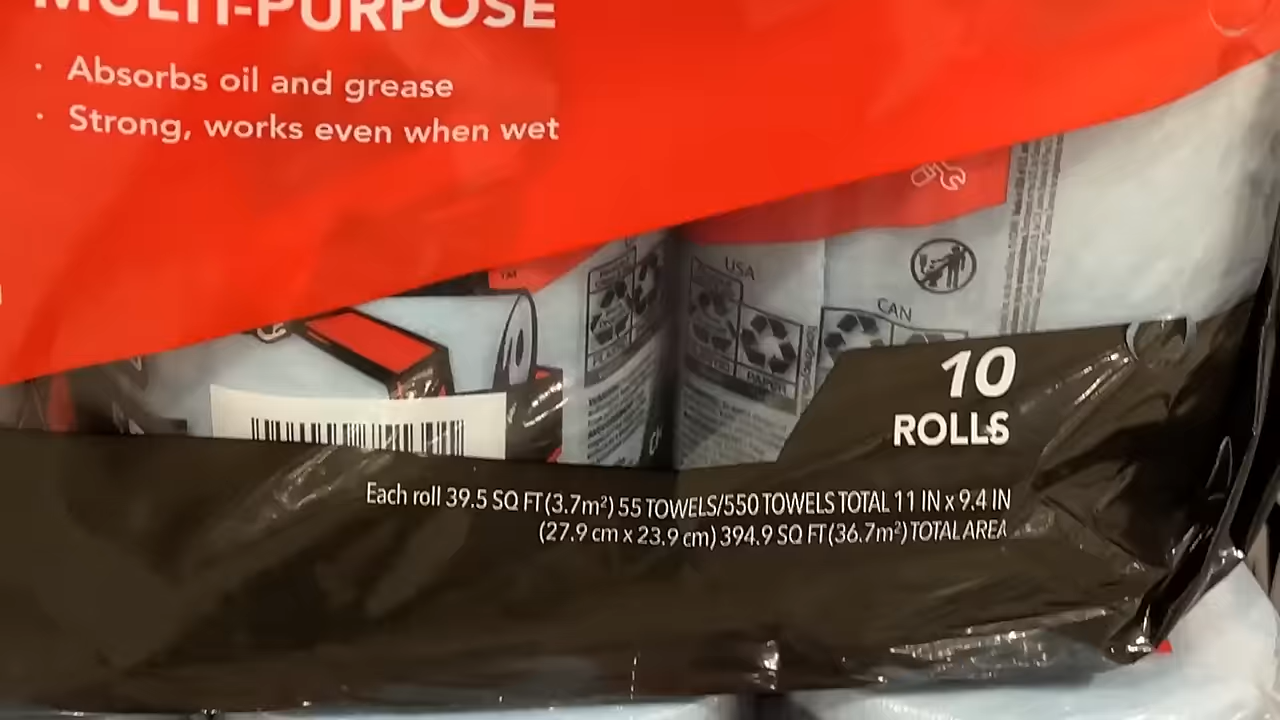 MULTI-PURPOSE
· Absorbs oil and grease
· Strong, works even when wet
TM
USA
CAN
PAPER
10
ROLLS
Each roll 39.5 SQ FT (3.7m²) 55 TOWELS/550 TOWELS TOTAL 11 IN x 9.4 IN
(27.9 cm x 23.9 cm) 394.9 SQ FT (36.7m²) TOTAL AREA